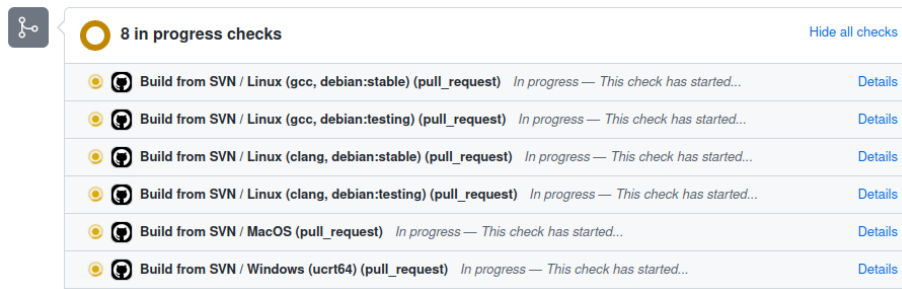 8 in progress checks Hide all checks
Build from SVN / Linux (gcc, debian:stable) (pull_request) In progress — This check has started... Details
Build from SVN / Linux (gcc, debian:testing) (pull_request) In progress — This check has started... Details
Build from SVN / Linux (clang, debian:stable) (pull_request) In progress — This check has started... Details
Build from SVN / Linux (clang, debian:testing) (pull_request) In progress — This check has started... Details
Build from SVN / MacOS (pull_request) In progress — This check has started... Details
Build from SVN / Windows (ucrt64) (pull_request) In progress — This check has started... Details